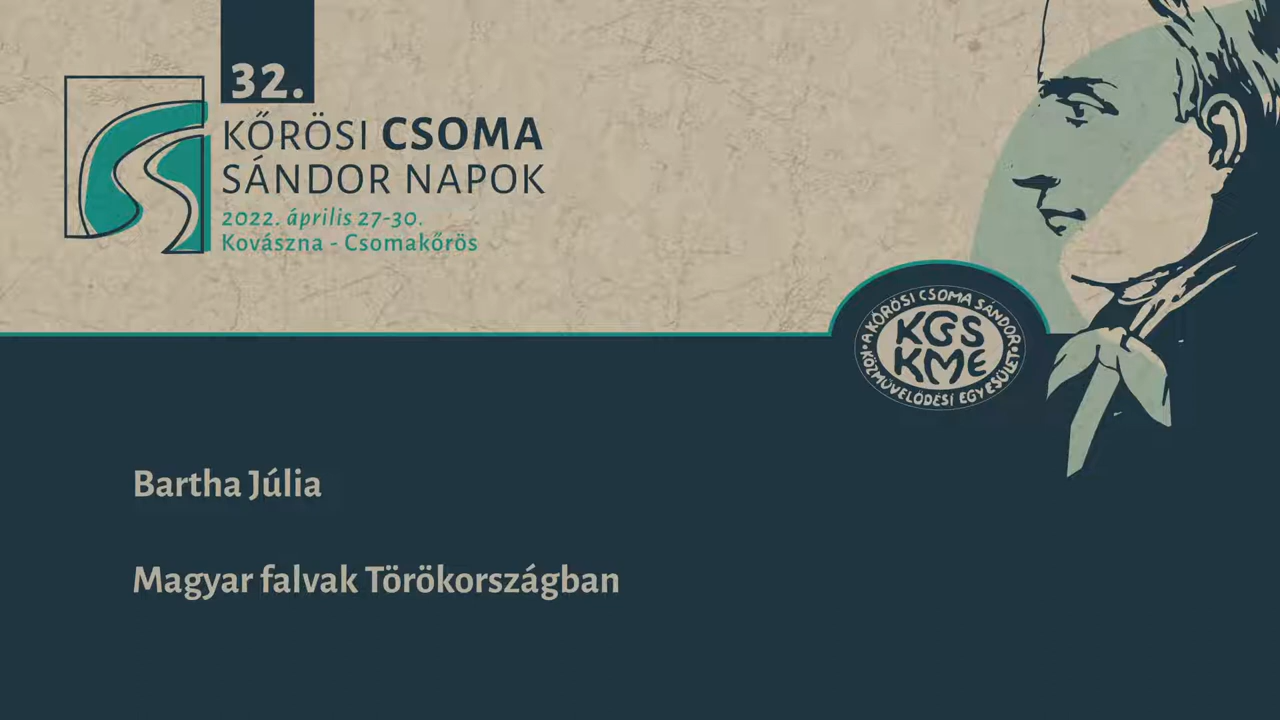 32.
KŐRÖSI CSOMA
SÁNDOR NAPOK
2022. április 27-30.
Kovászna - Csomakőrös
• A KŐRÖSI CSOMA SÁNDOR •
KÖZMŰVELŐDÉSI EGYESÜLET
KCS
KME
Bartha Júlia
Magyar falvak Törökországban